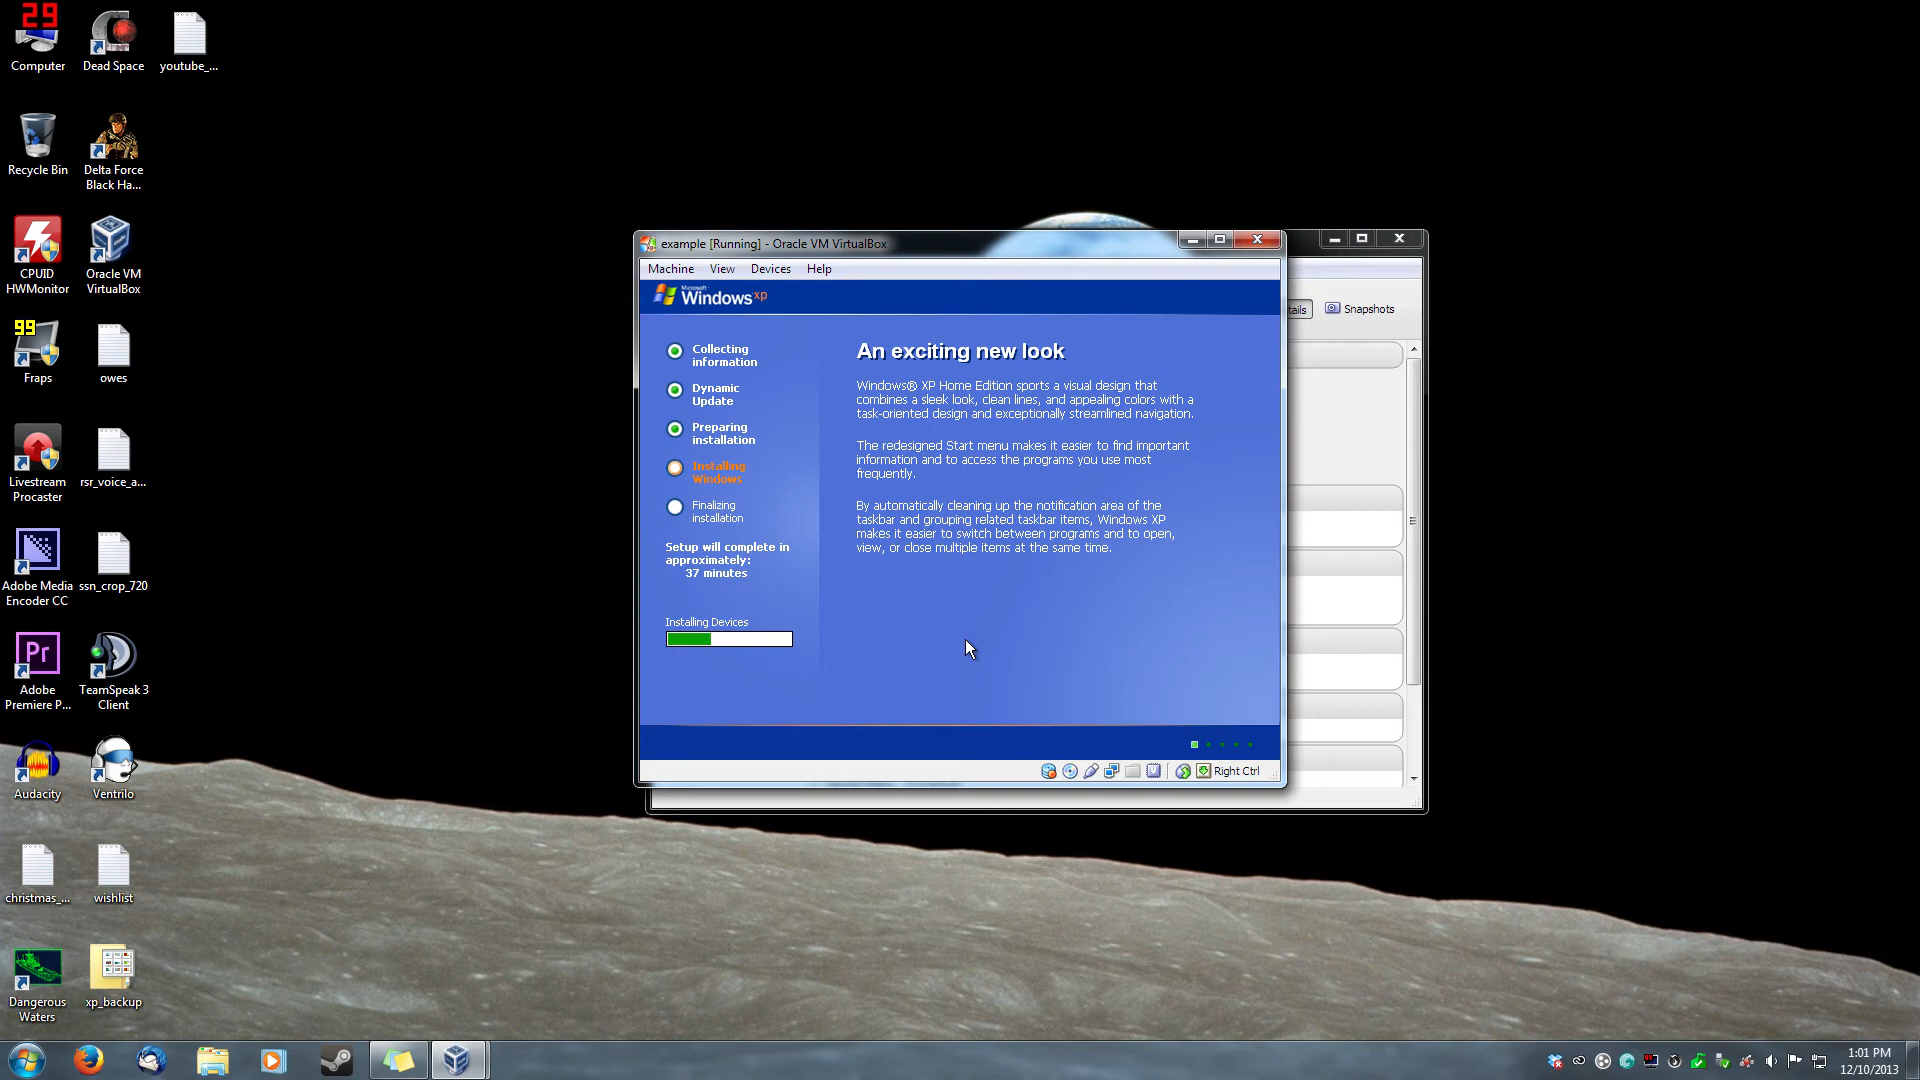 29
Computer
Dead Space
youtube_...
Recycle Bin
Delta Force
Black Ha...
CPUID
HWMonitor
Oracle VM
VirtualBox
99
Fraps
owes
Livestream
Procaster
rsr_voice_a...
Adobe Media
Encoder CC
ssn_crop_720
Pr
Adobe
Premiere P...
TeamSpeak 3
Client
Audacity
Ventrilo
christmas_...
wishlist
Dangerous
Waters
xp_backup
example [Running] - Oracle VM VirtualBox
Machine View Devices Help
Microsoft
Windows xp
Collecting
information
Dynamic
Update
Preparing
installation
Installing
Windows
Finalizing
installation
Setup will complete in
approximately:
37 minutes
Installing Devices
An exciting new look
Windows® XP Home Edition sports a visual design that
combines a sleek look, clean lines, and appealing colors with a
task-oriented design and exceptionally streamlined navigation.
The redesigned Start menu makes it easier to find important
information and to access the programs you use most
frequently.
By automatically cleaning up the notification area of the
taskbar and grouping related taskbar items, Windows XP
makes it easier to switch between programs and to open,
view, or close multiple items at the same time.
Right Ctrl
tails
Snapshots
1:01 PM
12/10/2013